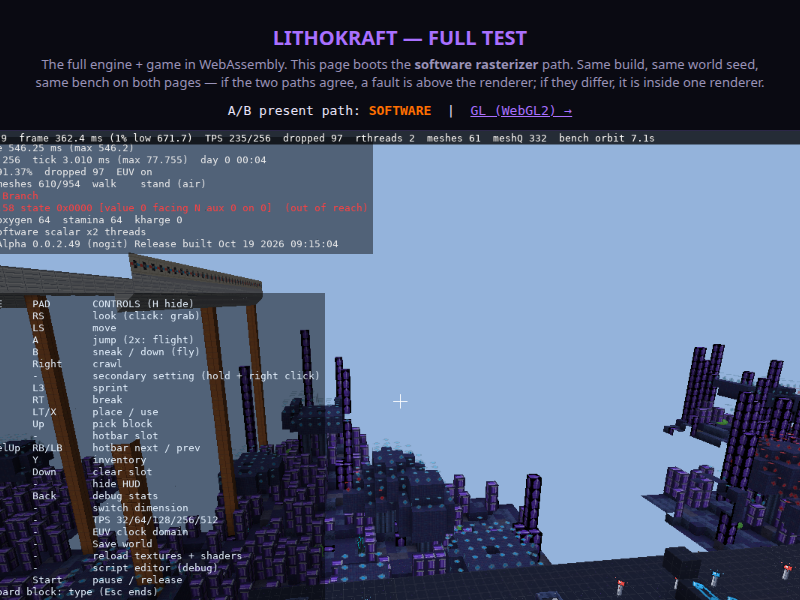 LITHOKRAFT — FULL TEST
The full engine + game in WebAssembly. This page boots the software rasterizer path. Same build, same world seed,
same bench on both pages — if the two paths agree, a fault is above the renderer; if they differ, it is inside one renderer.
A/B present path: SOFTWARE | GL (WebGL2) →
9 frame 362.4 ms (1% low 671.7) TPS 235/256 dropped 97 rthreads 2 meshes 61 meshQ 332 bench orbit 7.1s
me 546.25 ms (max 546.2)
256 tick 3.010 ms (max 77.755) day 0 00:04
91.37% dropped 97 EUV on
meshes 610/954 walk stand (air)
Branch
58 state 0x0000 (value 0 facing N aux 0 on 0) (out of reach)
oxygen 64 stamina 64 kharge 0
oftware scalar x2 threads
Alpha 0.0.2.49 (nogit) Release built Oct 19 2026 09:15:04
E PAD CONTROLS (H hide)
RS look (click: grab)
LS move
A jump (2x: flight)
B sneak / down (fly)
Right crawl
- secondary setting (hold + right click)
L3 sprint
RT break
LT/X place / use
Up pick block
- hotbar slot
elUp RB/LB hotbar next / prev
Y inventory
Down clear slot
- hide HUD
Back debug stats
- switch dimension
- TPS 32/64/128/256/512
- EUV clock domain
- Save world
- reload textures + shaders
- script editor (debug)
Start pause / release
oard block: type (Esc ends)